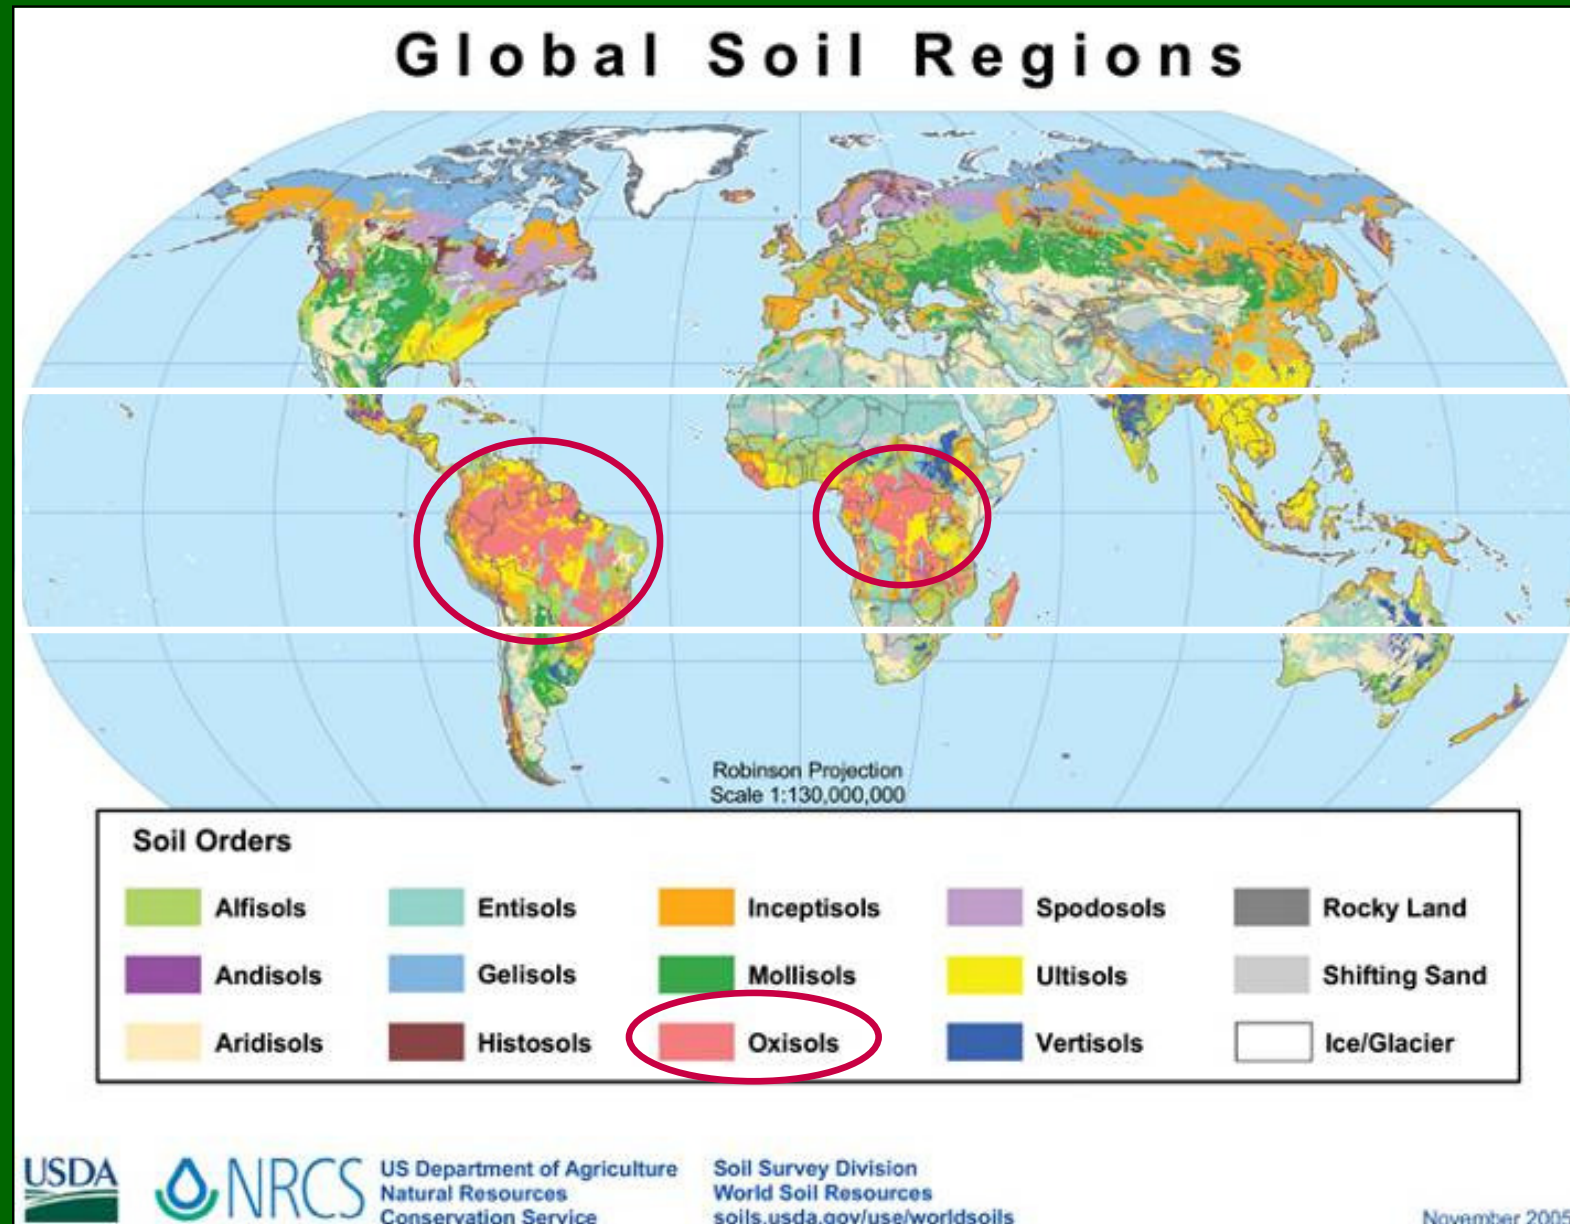 Global Soil Regions
Robinson Projection
Scale 1:130,000,000
Soil Orders
Alfisols Entisols Inceptisols Spodosols Rocky Land
Andisols Gelisols Mollisols Ultisols Shifting Sand
Aridisols Histosols Oxisols Vertisols Ice/Glacier
USDA
NRCS
US Department of Agriculture
Natural Resources
Conservation Service
Soil Survey Division
World Soil Resources
soils.usda.gov/use/worldsoils
November 2005